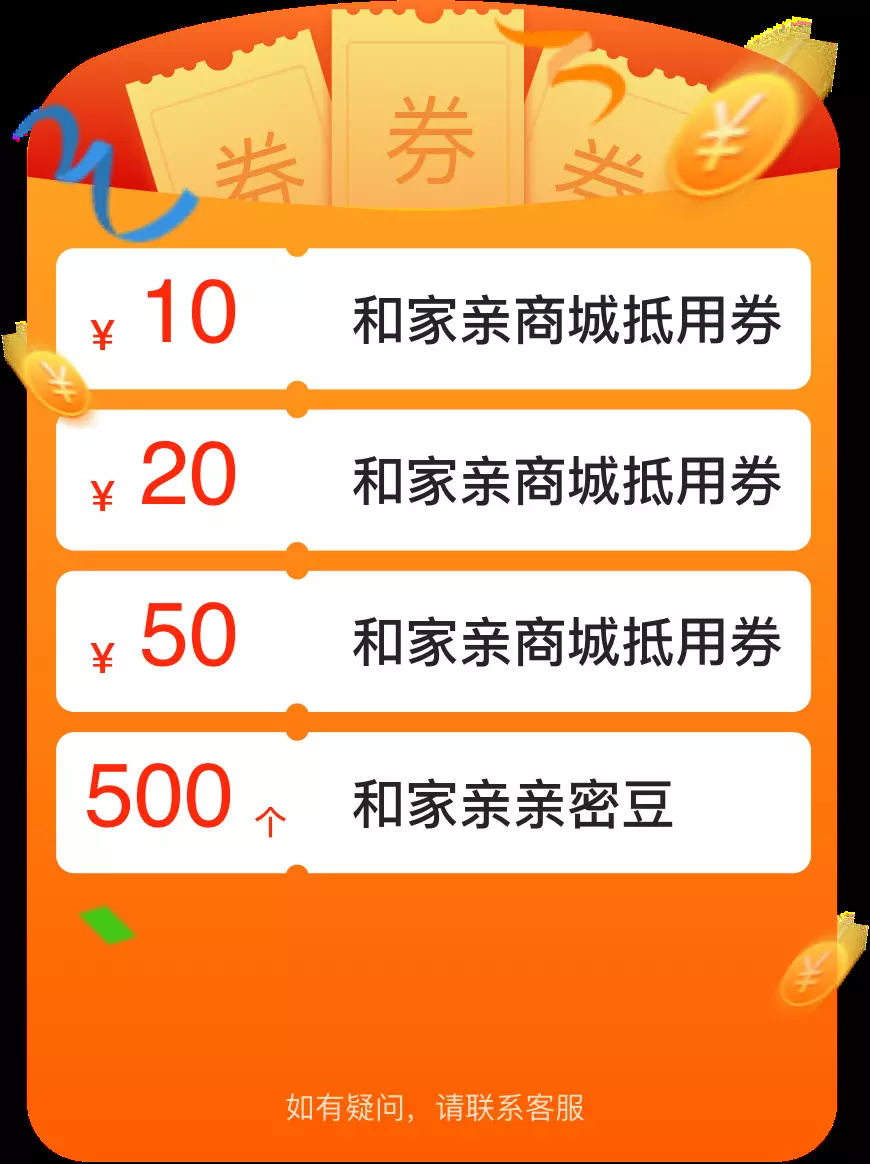 券 券 券
¥ 10 和家亲商城抵用券
¥ 20 和家亲商城抵用券
¥ 50 和家亲商城抵用券
500 个 和家亲亲密豆
如有疑问，请联系客服
¥
¥
¥